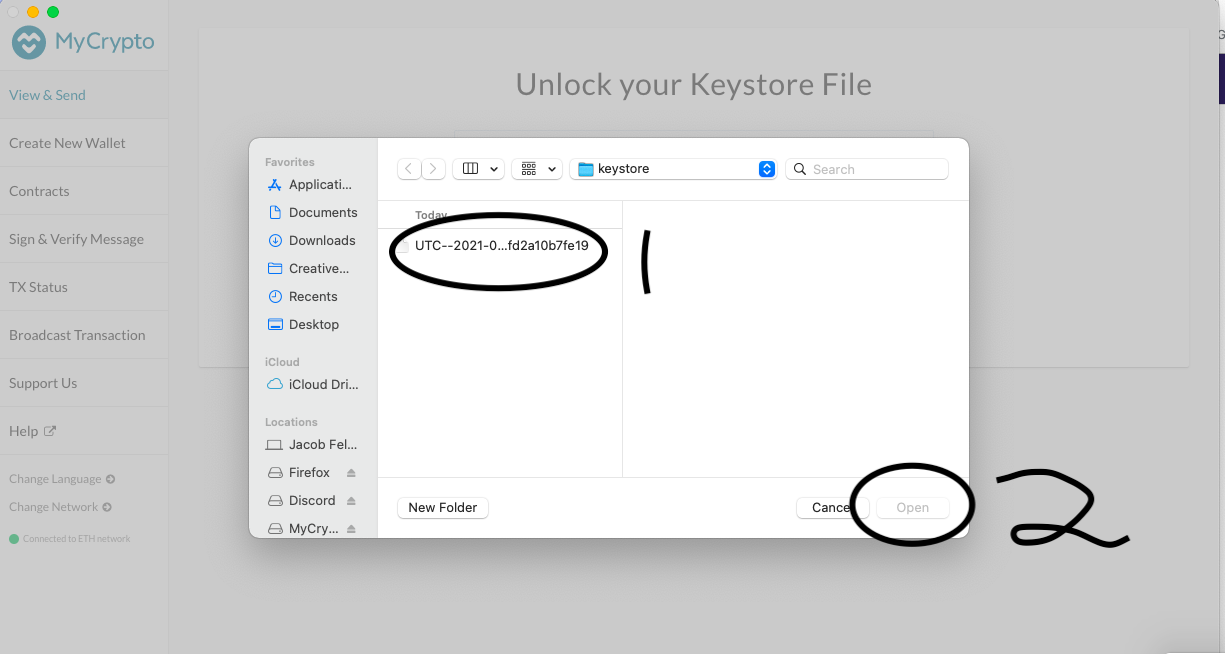 MyCrypto
View & Send
Create New Wallet
Contracts
Sign & Verify Message
TX Status
Broadcast Transaction
Support Us
Help
Change Language
Change Network
Connected to ETH network
Unlock your Keystore File
Favorites
Applicati...
Documents
Downloads
Creative...
Recents
Desktop
iCloud
iCloud Dri...
Locations
Jacob Fel...
Firefox
Discord
MyCry...
keystore
Search
Today
UTC--2021-0...fd2a10b7fe19
1
New Folder
Cance
Open
2
G